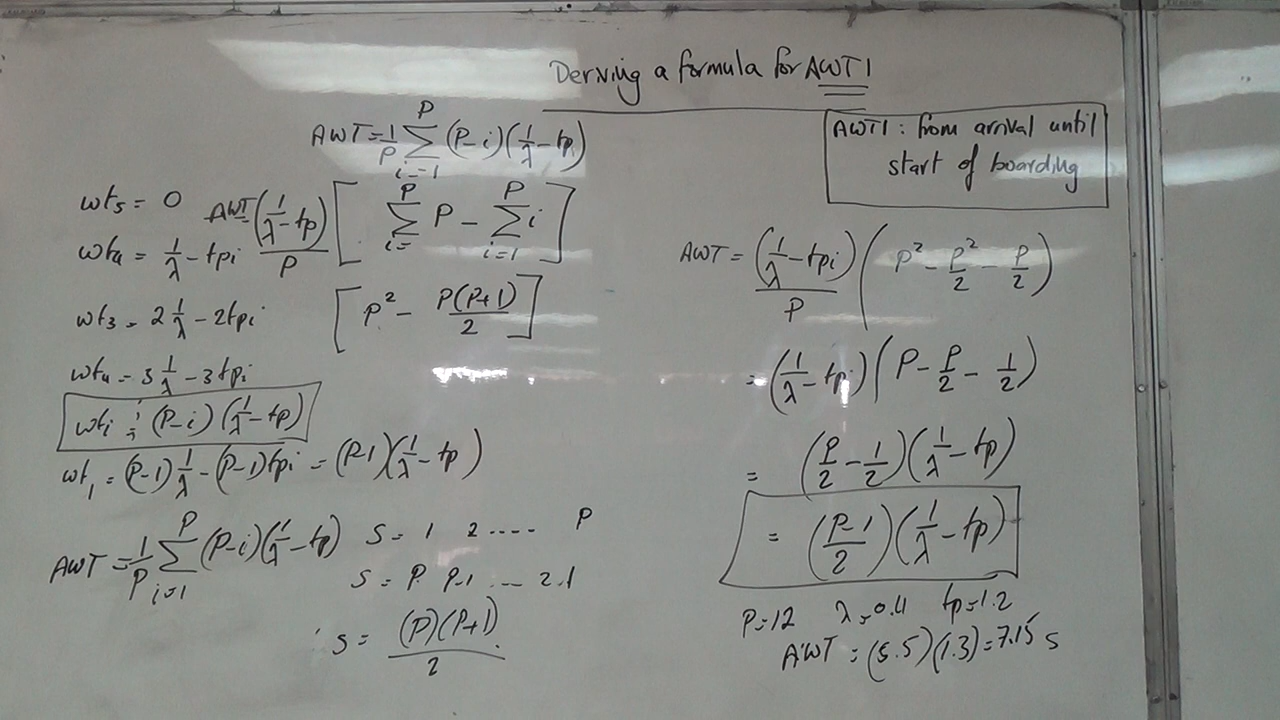 Deriving a formula for AWT1
AWT1: from arrival until
start of boarding
AWT = 1/P ∑_{i=1}^{P} (P-i)(1/λ - tp)
wt₅ = 0
AWT = (1/λ - tp)/P [ ∑_{i=}^{P} P - ∑_{i=1}^{P} i ]
wt₄ = 1/λ - tpi
wt₃ = 2 1/λ - 2tpi
[ P² - P(P+1)/2 ]
wt₄ = 3 1/λ - 3tpi
wti = (P-i)(1/λ - tp)
wt₁ = (P-1) 1/λ - (P-1)tpi = (P-1)(1/λ - tp)
AWT = 1/P ∑_{i=1}^{P} (P-i)(1/λ - tp)
S = 1 2 .... P
S = P P-1 .... 2.1
S = (P)(P+1)/2
AWT = (1/λ - tpi)/P (P² - P²/2 - P/2)
= (1/λ - tpi)(P - P/2 - 1/2)
= (P/2 - 1/2)(1/λ - tp)
= (P-1/2)(1/λ - tp)
P=12 λ=0.4 tp=1.2
AWT = (5.5)(1.3) = 7.15 s